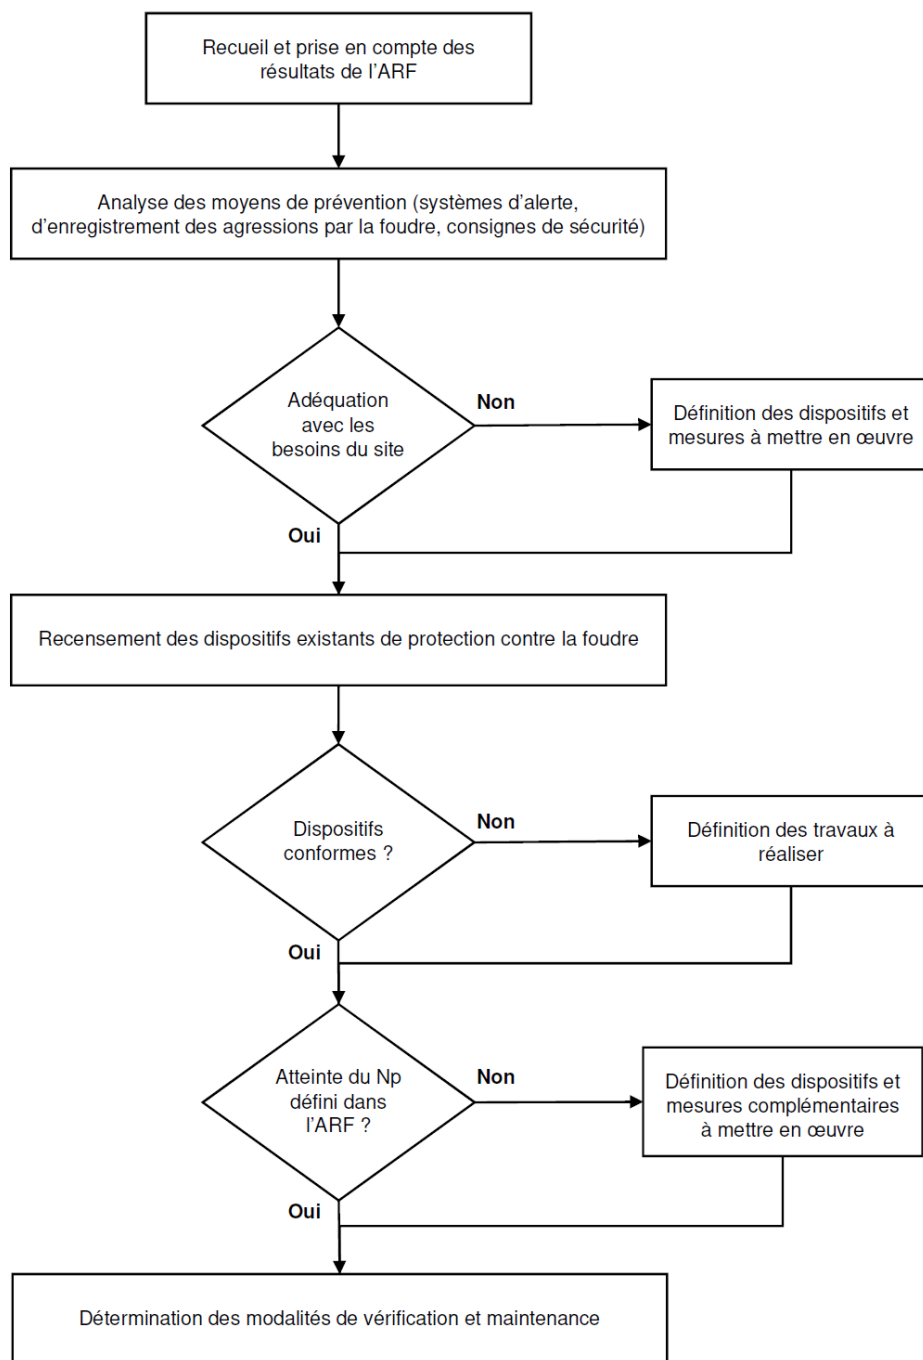 Recueil et prise en compte des
résultats de l'ARF
Analyse des moyens de prévention (systèmes d'alerte,
d'enregistrement des agressions par la foudre, consignes de sécurité)
Adéquation
avec les
besoins du site
Non
Définition des dispositifs et
mesures à mettre en œuvre
Oui
Recensement des dispositifs existants de protection contre la foudre
Dispositifs
conformes ?
Non
Définition des travaux à
réaliser
Oui
Atteinte du Np
défini dans
l'ARF ?
Non
Définition des dispositifs et
mesures complémentaires
à mettre en œuvre
Oui
Détermination des modalités de vérification et maintenance